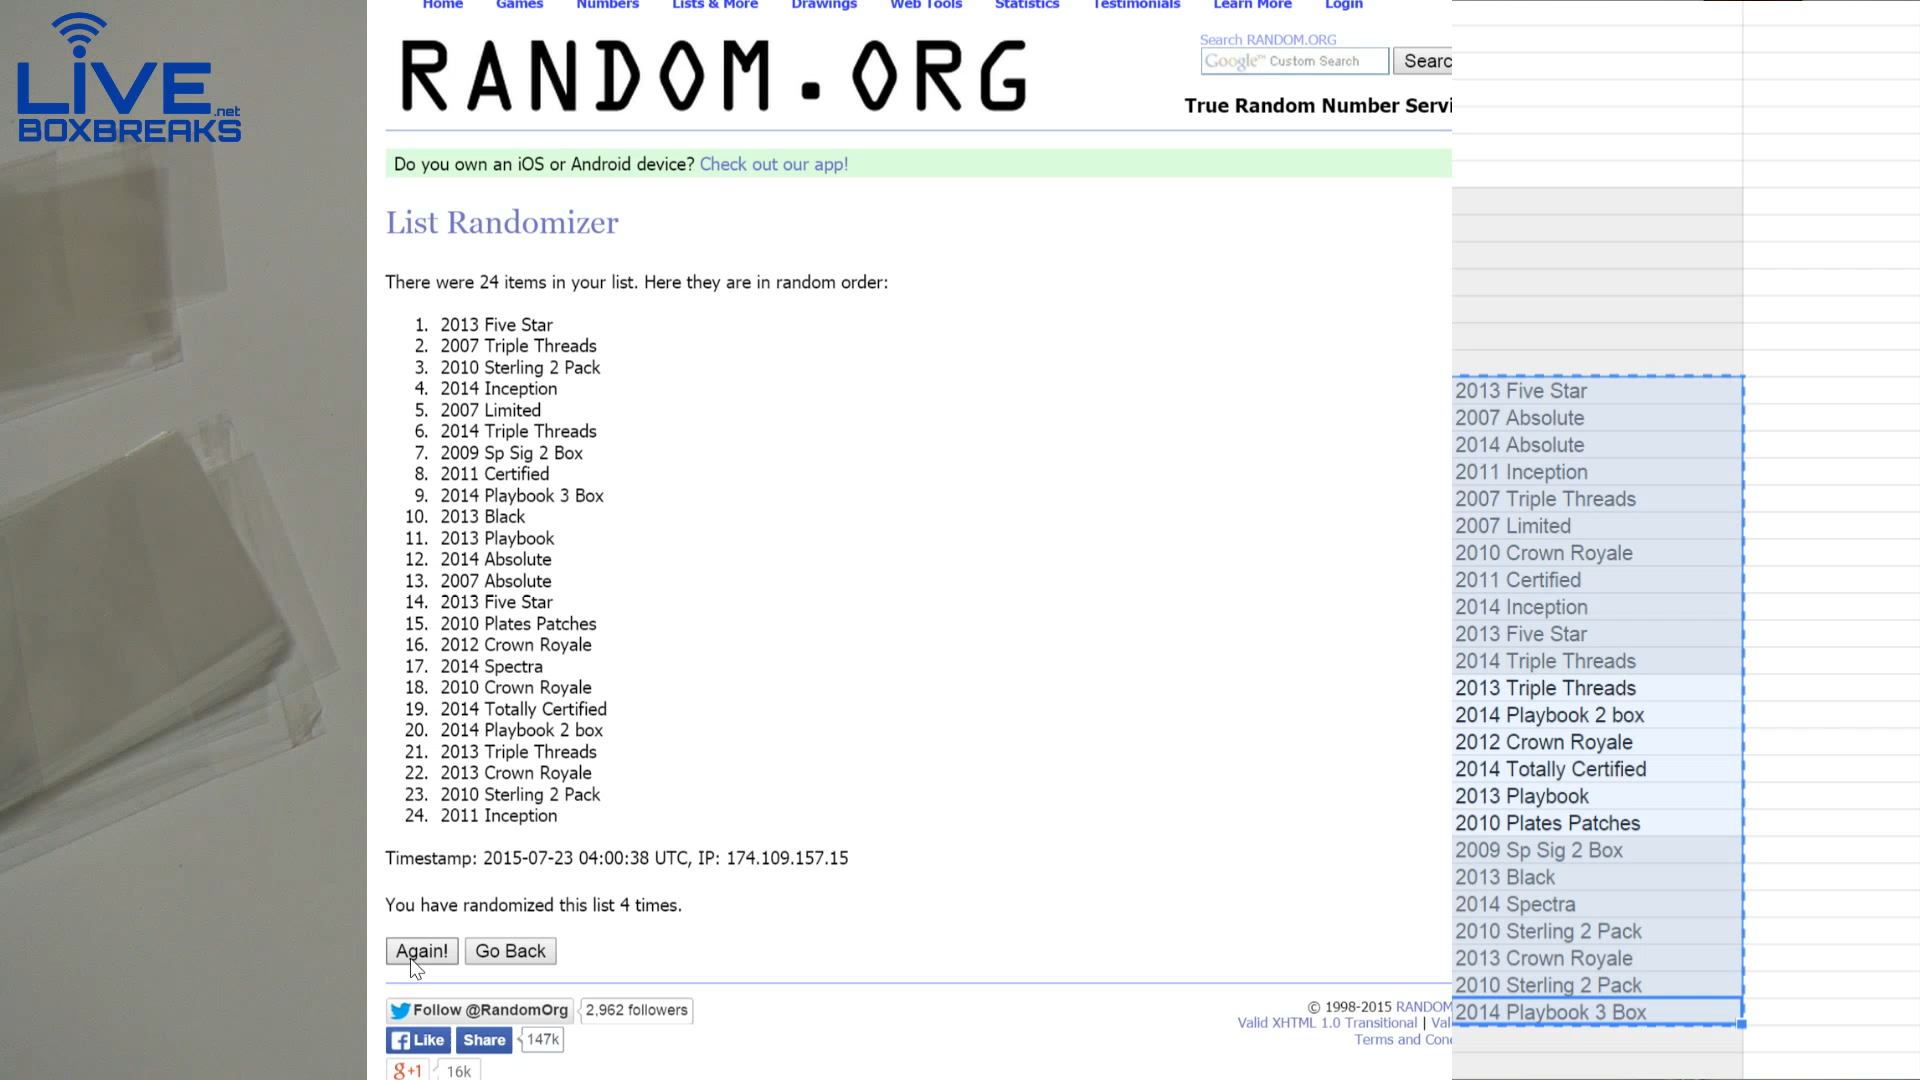 LiVE.net
BOXBREAKS
Home Games Numbers Lists & More Drawings Web Tools Statistics Testimonials Learn More Login
RANDOM.ORG
Search RANDOM.ORG
Google™ Custom Search
Searc
True Random Number Servi
Do you own an iOS or Android device? Check out our app!
List Randomizer
There were 24 items in your list. Here they are in random order:
1. 2013 Five Star
2. 2007 Triple Threads
3. 2010 Sterling 2 Pack
4. 2014 Inception
5. 2007 Limited
6. 2014 Triple Threads
7. 2009 Sp Sig 2 Box
8. 2011 Certified
9. 2014 Playbook 3 Box
10. 2013 Black
11. 2013 Playbook
12. 2014 Absolute
13. 2007 Absolute
14. 2013 Five Star
15. 2010 Plates Patches
16. 2012 Crown Royale
17. 2014 Spectra
18. 2010 Crown Royale
19. 2014 Totally Certified
20. 2014 Playbook 2 box
21. 2013 Triple Threads
22. 2013 Crown Royale
23. 2010 Sterling 2 Pack
24. 2011 Inception
Timestamp: 2015-07-23 04:00:38 UTC, IP: 174.109.157.15
You have randomized this list 4 times.
Again! Go Back
Follow @RandomOrg 2,962 followers
Like Share 147k
g+1 16k
© 1998-2015 RANDOM
Valid XHTML 1.0 Transitional | Val
Terms and Con
2013 Five Star
2007 Absolute
2014 Absolute
2011 Inception
2007 Triple Threads
2007 Limited
2010 Crown Royale
2011 Certified
2014 Inception
2013 Five Star
2014 Triple Threads
2013 Triple Threads
2014 Playbook 2 box
2012 Crown Royale
2014 Totally Certified
2013 Playbook
2010 Plates Patches
2009 Sp Sig 2 Box
2013 Black
2014 Spectra
2010 Sterling 2 Pack
2013 Crown Royale
2010 Sterling 2 Pack
2014 Playbook 3 Box